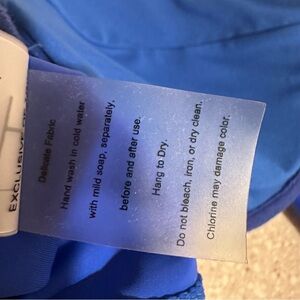 Delicate Fabric
Hand wash in cold water
with mild soap, separately,
before and after use.
Hang to Dry.
Do not bleach, iron, or dry clean.
Chlorine may damage color.
EXCLUSIVE